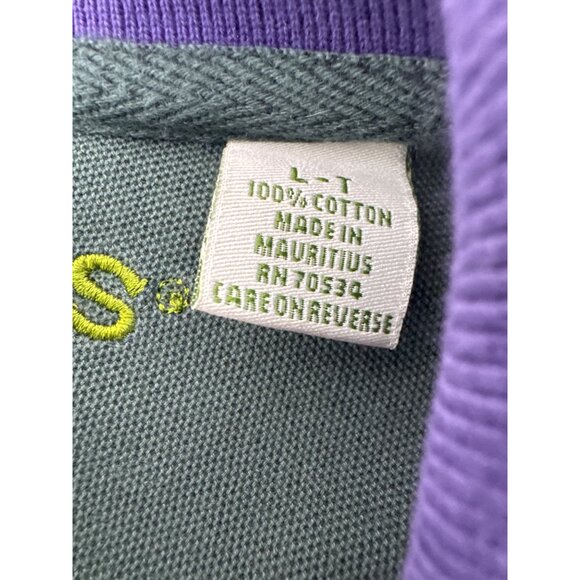 L-T
100% COTTON
MADE IN
MAURITIUS
RN 70534
CARE ON REVERSE
S®